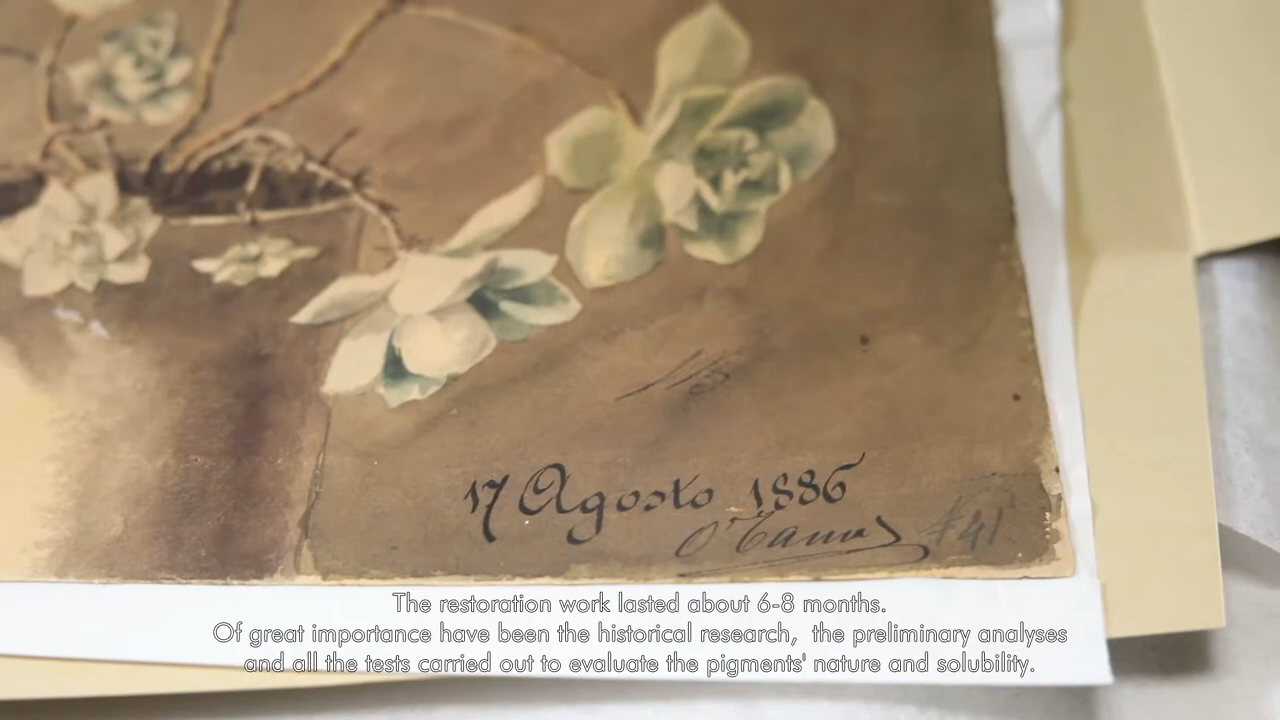 17 Agosto 1886
#41
The restoration work lasted about 6-8 months.
Of great importance have been the historical research, the preliminary analyses
and all the tests carried out to evaluate the pigments' nature and solubility.